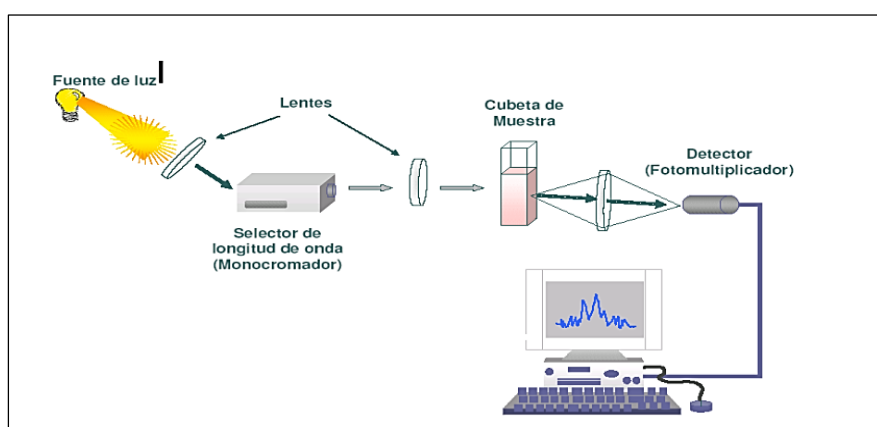 Fuente de luz
Lentes
Cubeta de
Muestra
Detector
(Fotomultiplicador)
Selector de
longitud de onda
(Monocromador)